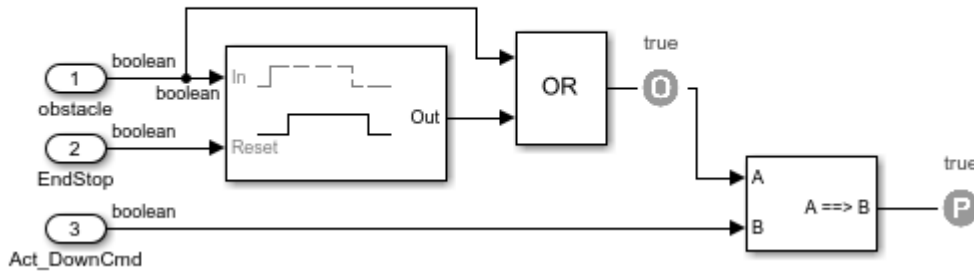 boolean
1
obstacle
boolean
In
Out
Reset
boolean
2
EndStop
OR
true
O
boolean
3
Act_DownCmd
A
B
A ==> B
true
P